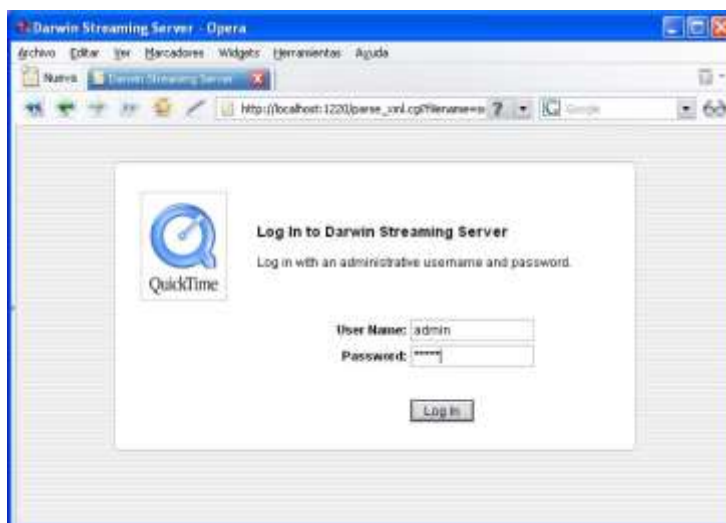 Darwin Streaming Server - Opera
Archivo Editar Ver Marcadores Widgets Herramientas Ayuda
Nueva Darwin Streaming Server
http://localhost:1220/parse_xml.cgi?filename= ? Google
QuickTime
Log In to Darwin Streaming Server
Log in with an administrative username and password.
User Name: admin
Password: *****
Log In